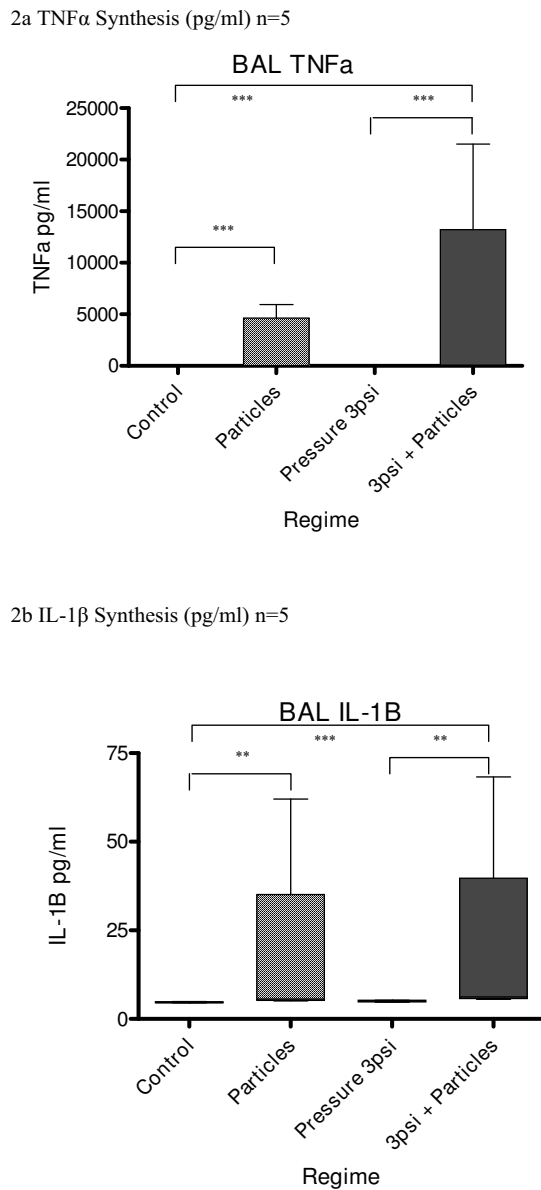 2a TNFα Synthesis (pg/ml) n=5
BAL TNFa
*** ***
25000
20000
15000
***
10000
5000
0
TNFa pg/ml
Control Particles Pressure 3psi 3psi + Particles
Regime
2b IL-1β Synthesis (pg/ml) n=5
BAL IL-1B
*** **
75
**
50
25
0
IL-1B pg/ml
Control Particles Pressure 3psi 3psi + Particles
Regime